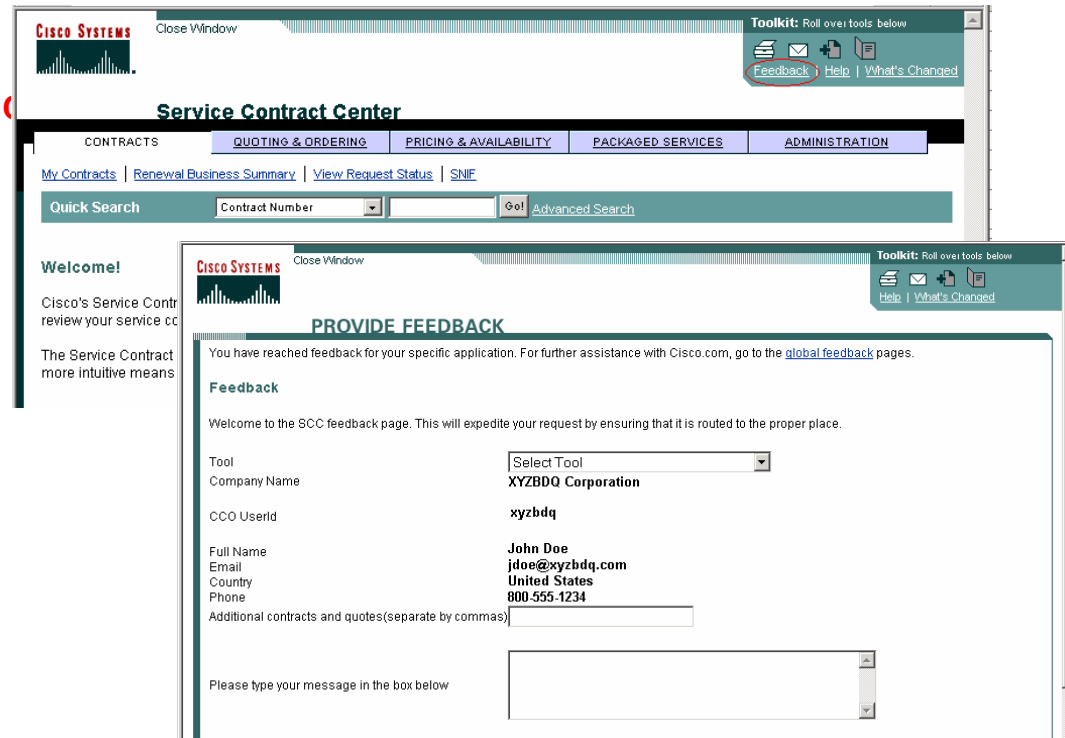 CISCO SYSTEMS
Close Window
Toolkit: Roll over tools below
Feedback | Help | What's Changed
Service Contract Center
CONTRACTS
QUOTING & ORDERING
PRICING & AVAILABILITY
PACKAGED SERVICES
ADMINISTRATION
My Contracts | Renewal Business Summary | View Request Status | SNIF
Quick Search
Contract Number
Go!
Advanced Search
Welcome!
Cisco's Service Contr
review your service co
The Service Contract
more intuitive means
CISCO SYSTEMS
Close Window
Toolkit: Roll over tools below
Help | What's Changed
PROVIDE FEEDBACK
You have reached feedback for your specific application. For further assistance with Cisco.com, go to the global feedback pages.
Feedback
Welcome to the SCC feedback page. This will expedite your request by ensuring that it is routed to the proper place.
Tool Select Tool
Company Name XYZBDQ Corporation
CCO UserId xyzbdq
Full Name John Doe
Email jdoe@xyzbdq.com
Country United States
Phone 800-555-1234
Additional contracts and quotes(separate by commas)
Please type your message in the box below